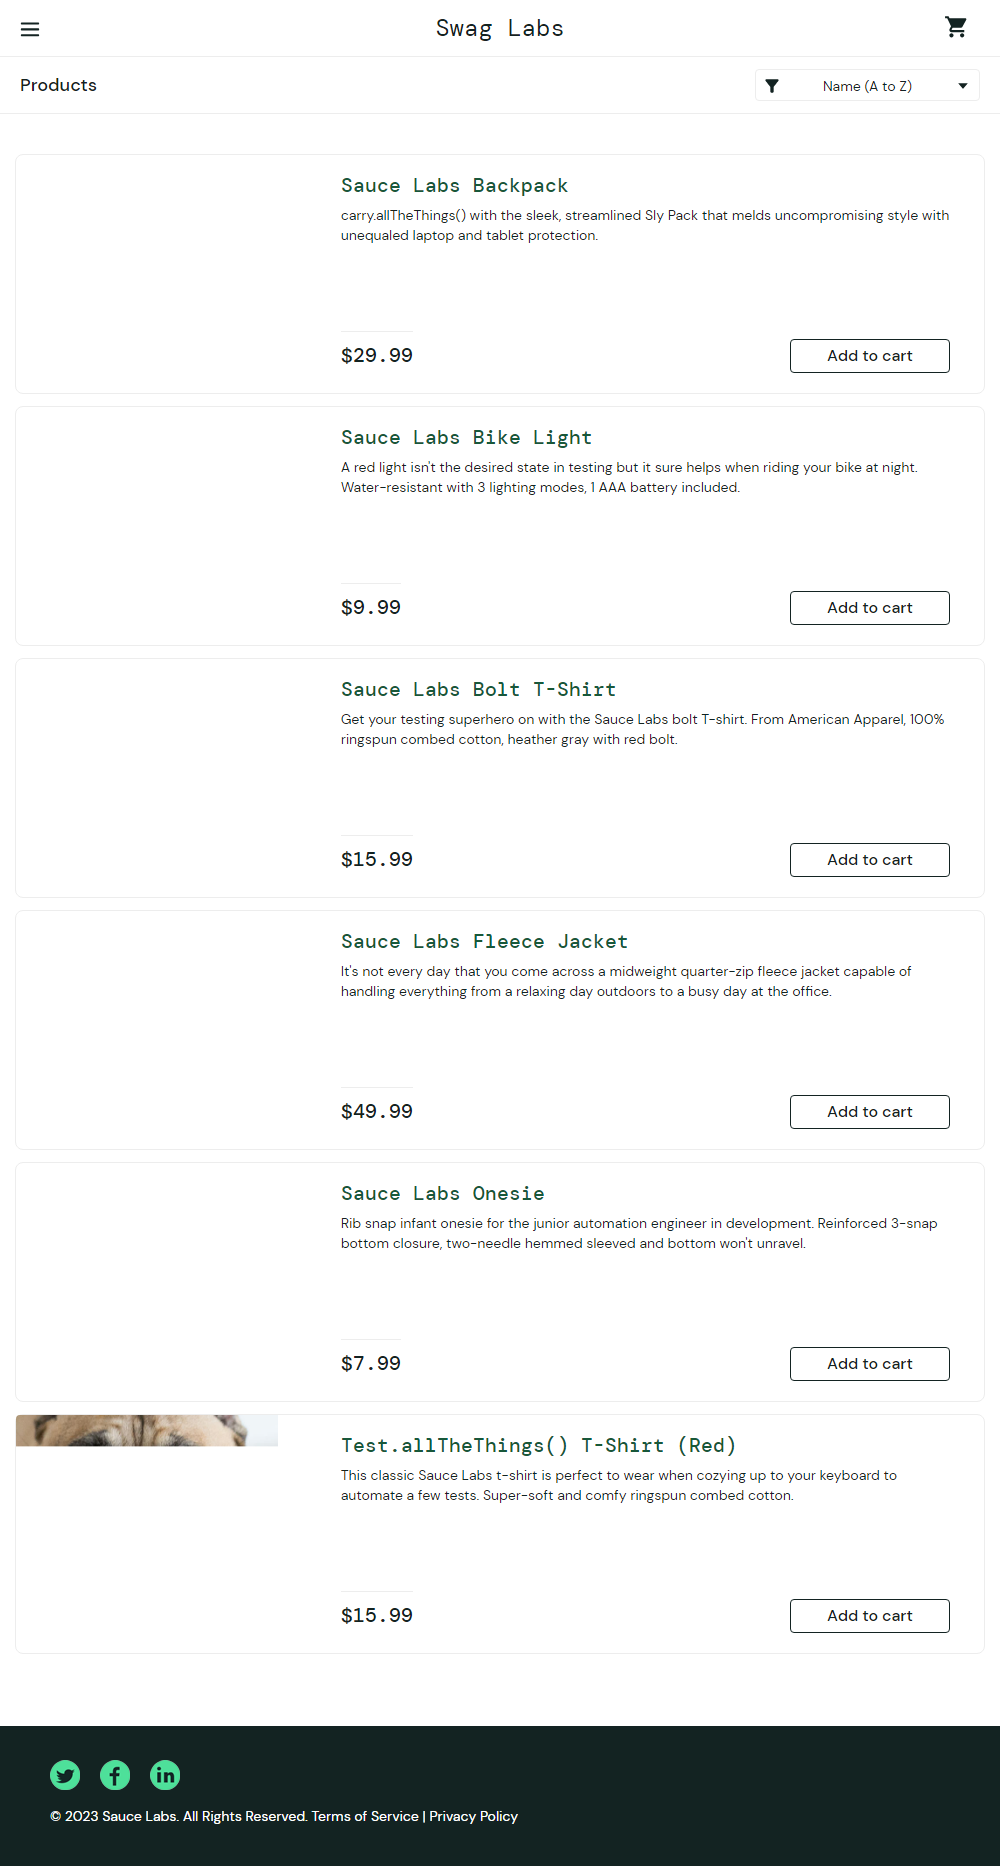 Swag Labs
Products
Name (A to Z)
Sauce Labs Backpack
carry.allTheThings() with the sleek, streamlined Sly Pack that melds uncompromising style with
unequaled laptop and tablet protection.
$29.99
Add to cart
Sauce Labs Bike Light
A red light isn't the desired state in testing but it sure helps when riding your bike at night.
Water-resistant with 3 lighting modes, 1 AAA battery included.
$9.99
Add to cart
Sauce Labs Bolt T-Shirt
Get your testing superhero on with the Sauce Labs bolt T-shirt. From American Apparel, 100%
ringspun combed cotton, heather gray with red bolt.
$15.99
Add to cart
Sauce Labs Fleece Jacket
It's not every day that you come across a midweight quarter-zip fleece jacket capable of
handling everything from a relaxing day outdoors to a busy day at the office.
$49.99
Add to cart
Sauce Labs Onesie
Rib snap infant onesie for the junior automation engineer in development. Reinforced 3-snap
bottom closure, two-needle hemmed sleeved and bottom won't unravel.
$7.99
Add to cart
Test.allTheThings() T-Shirt (Red)
This classic Sauce Labs t-shirt is perfect to wear when cozying up to your keyboard to
automate a few tests. Super-soft and comfy ringspun combed cotton.
$15.99
Add to cart
© 2023 Sauce Labs. All Rights Reserved. Terms of Service | Privacy Policy